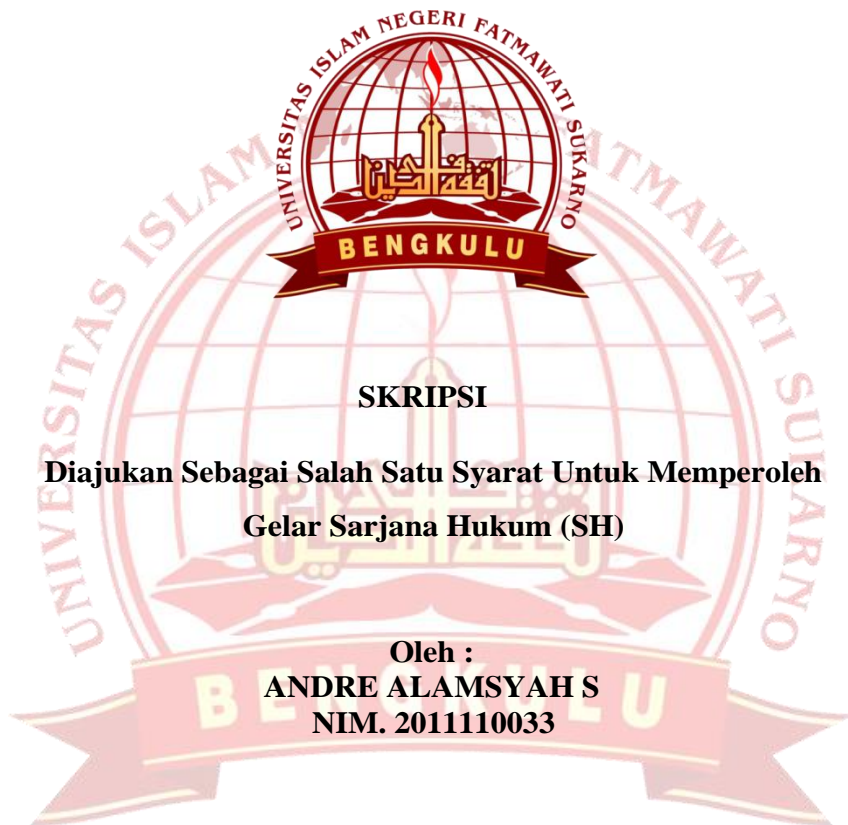 UNIVERSITAS ISLAM NEGERI FATMAWATI SUKARNO
BENGKULU
SKRIPSI
Diajukan Sebagai Salah Satu Syarat Untuk Memperoleh
Gelar Sarjana Hukum (SH)
Oleh :
ANDRE ALAMSYAH S
NIM. 2011110033